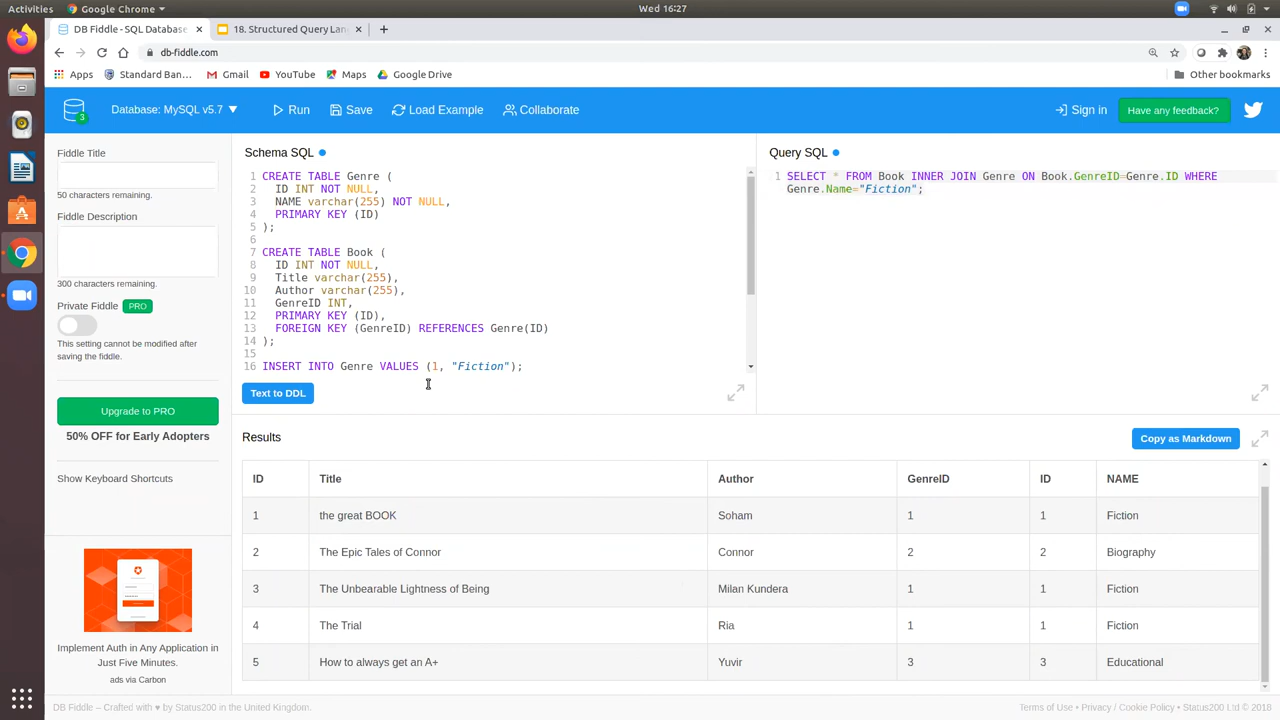 Activities
Google Chrome
Wed 16:27
DB Fiddle - SQL Database
18. Structured Query Lan
db-fiddle.com
Apps
Standard Ban...
Gmail
YouTube
Maps
Google Drive
Other bookmarks
3
Database: MySQL v5.7
Run
Save
Load Example
Collaborate
Sign in
Have any feedback?
Fiddle Title
50 characters remaining.
Fiddle Description
300 characters remaining.
Private Fiddle PRO
This setting cannot be modified after
saving the fiddle.
Upgrade to PRO
50% OFF for Early Adopters
Show Keyboard Shortcuts
Implement Auth in Any Application in
Just Five Minutes.
ads via Carbon
Schema SQL
1 CREATE TABLE Genre (
2 ID INT NOT NULL,
3 NAME varchar(255) NOT NULL,
4 PRIMARY KEY (ID)
5 );
6
7 CREATE TABLE Book (
8 ID INT NOT NULL,
9 Title varchar(255),
10 Author varchar(255),
11 GenreID INT,
12 PRIMARY KEY (ID),
13 FOREIGN KEY (GenreID) REFERENCES Genre(ID)
14 );
15
16 INSERT INTO Genre VALUES (1, "Fiction");
Text to DDL
Query SQL
1 SELECT * FROM Book INNER JOIN Genre ON Book.GenreID=Genre.ID WHERE
Genre.Name="Fiction";
Results
Copy as Markdown
ID Title Author GenreID ID NAME
1 the great BOOK Soham 1 1 Fiction
2 The Epic Tales of Connor Connor 2 2 Biography
3 The Unbearable Lightness of Being Milan Kundera 1 1 Fiction
4 The Trial Ria 1 1 Fiction
5 How to always get an A+ Yuvir 3 3 Educational
DB Fiddle – Crafted with ♥ by Status200 in the United Kingdom.
Terms of Use • Privacy / Cookie Policy • Status200 Ltd © 2018